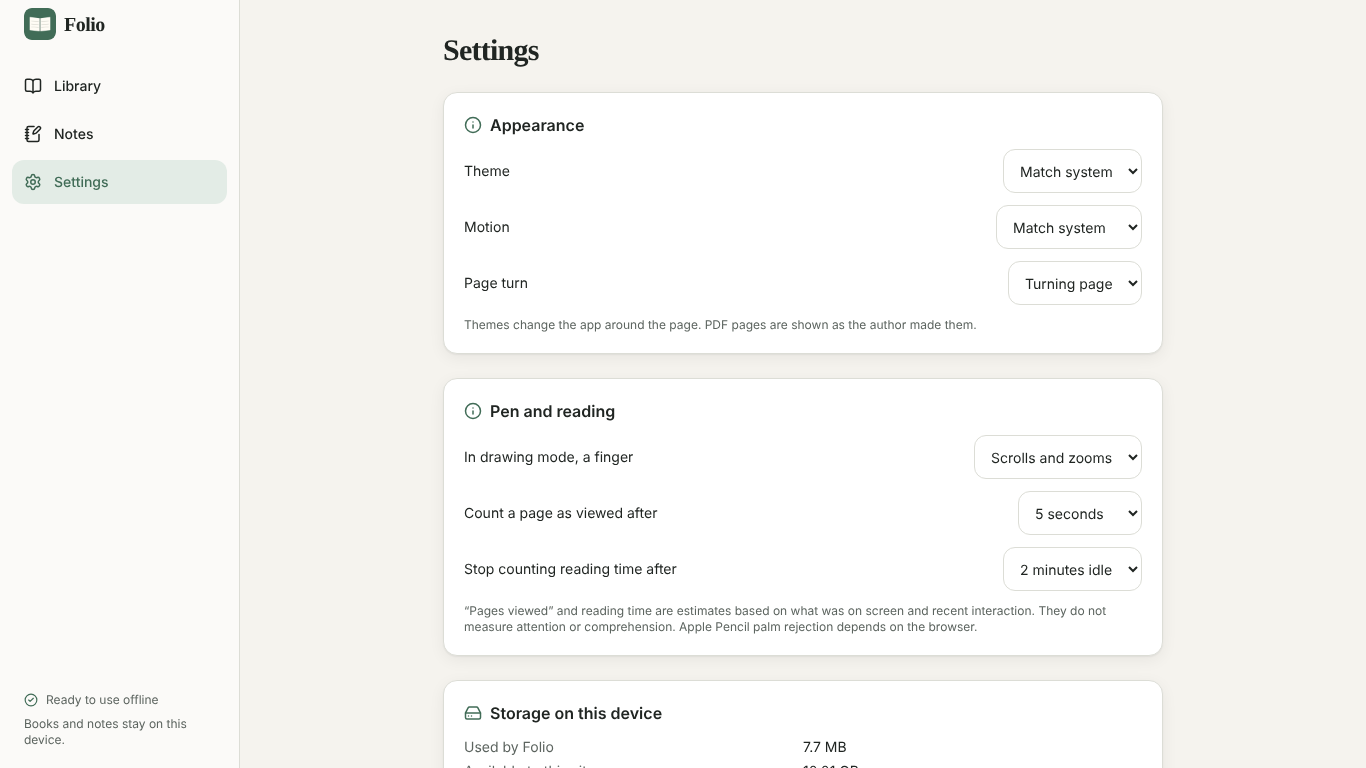 Folio
Library
Notes
Settings
Ready to use offline
Books and notes stay on this
device.
Settings
Appearance
Theme
Match system
Motion
Match system
Page turn
Turning page
Themes change the app around the page. PDF pages are shown as the author made them.
Pen and reading
In drawing mode, a finger
Scrolls and zooms
Count a page as viewed after
5 seconds
Stop counting reading time after
2 minutes idle
“Pages viewed” and reading time are estimates based on what was on screen and recent interaction. They do not
measure attention or comprehension. Apple Pencil palm rejection depends on the browser.
Storage on this device
Used by Folio
7.7 MB